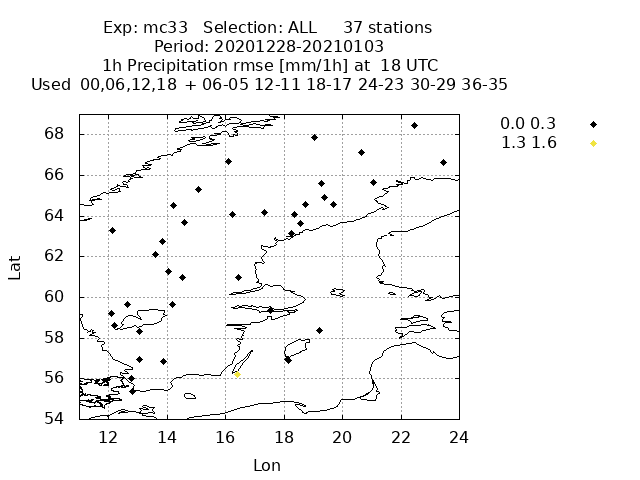 Exp: mc33   Selection: ALL     37 stations
Period: 20201228-20210103
1h Precipitation rmse [mm/1h] at  18 UTC
Used  00,06,12,18  + 06-05 12-11 18-17 24-23 30-29 36-35
0.0 0.3
1.3 1.6
68
66
64
62
60
58
56
54
Lat
12 14 16 18 20 22 24
Lon